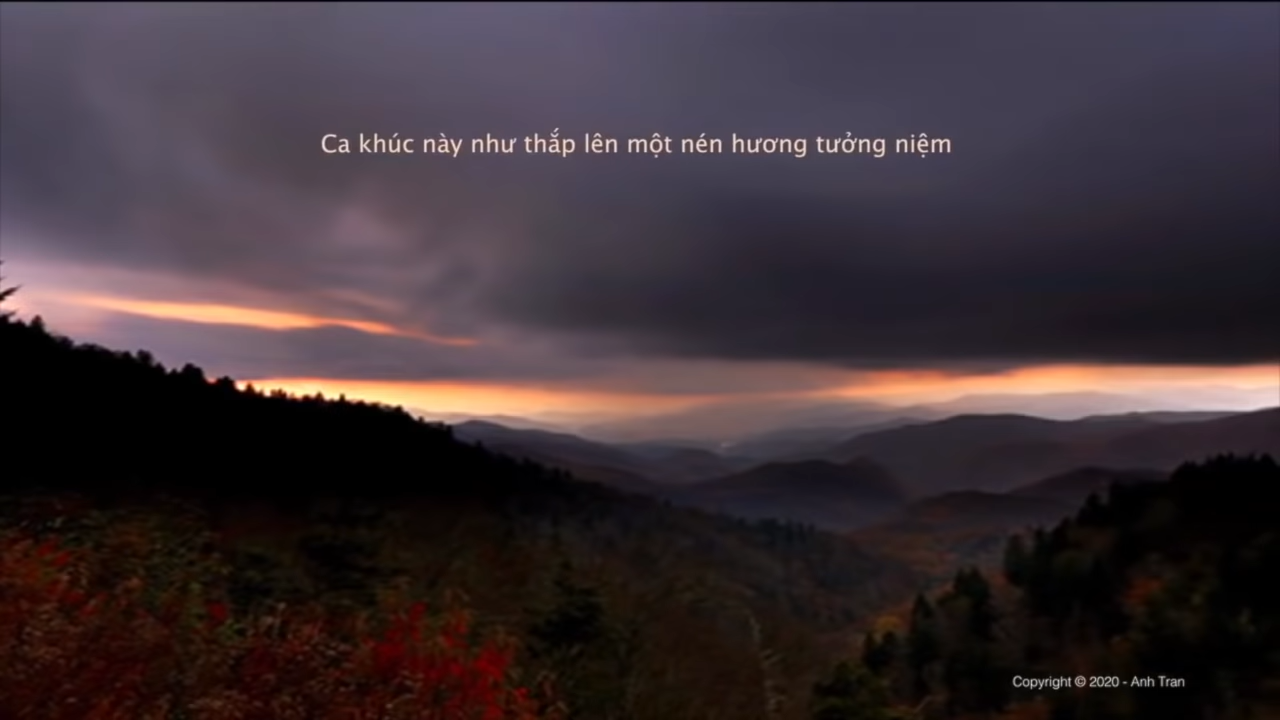 Ca khúc này như thắp lên một nén hương tưởng niệm
Copyright © 2020 - Anh Tran